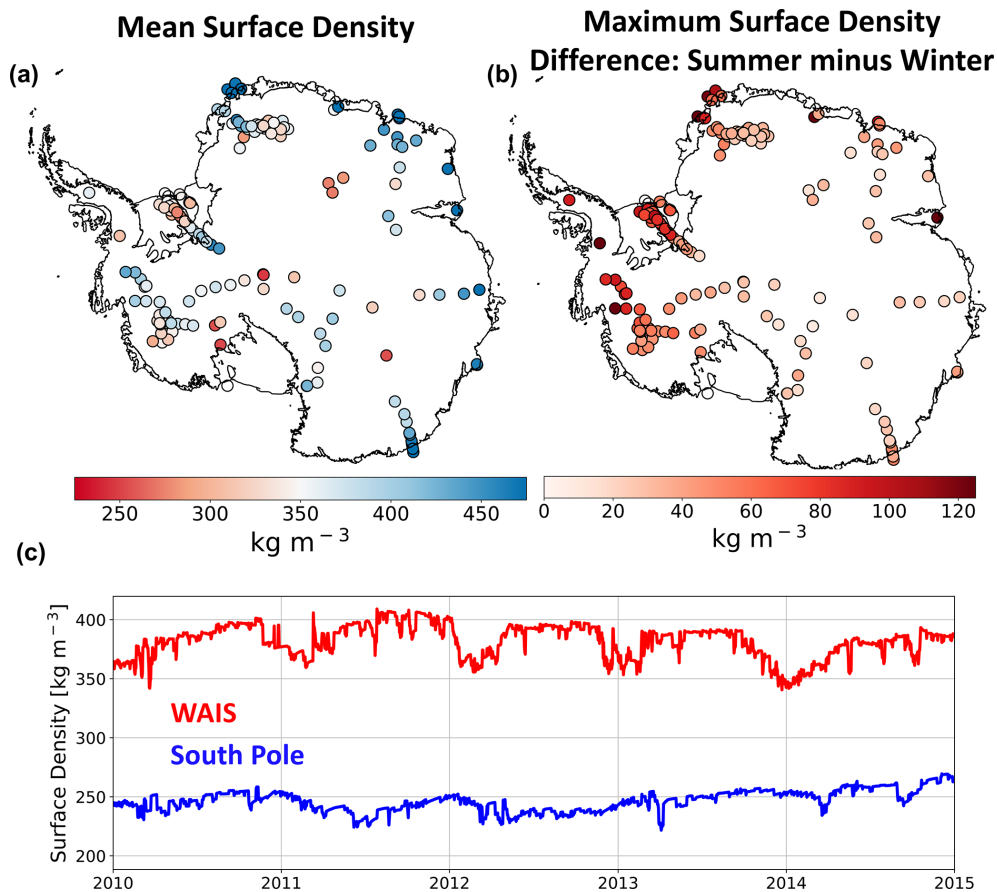 Mean Surface Density
Maximum Surface Density
Difference: Summer minus Winter
(a)
(b)
250 300 350 400 450
kg m⁻³
0 20 40 60 80 100 120
kg m⁻³
(c)
Surface Density [kg m⁻³]
400
350
300
250
200
WAIS
South Pole
2010 2011 2012 2013 2014 2015